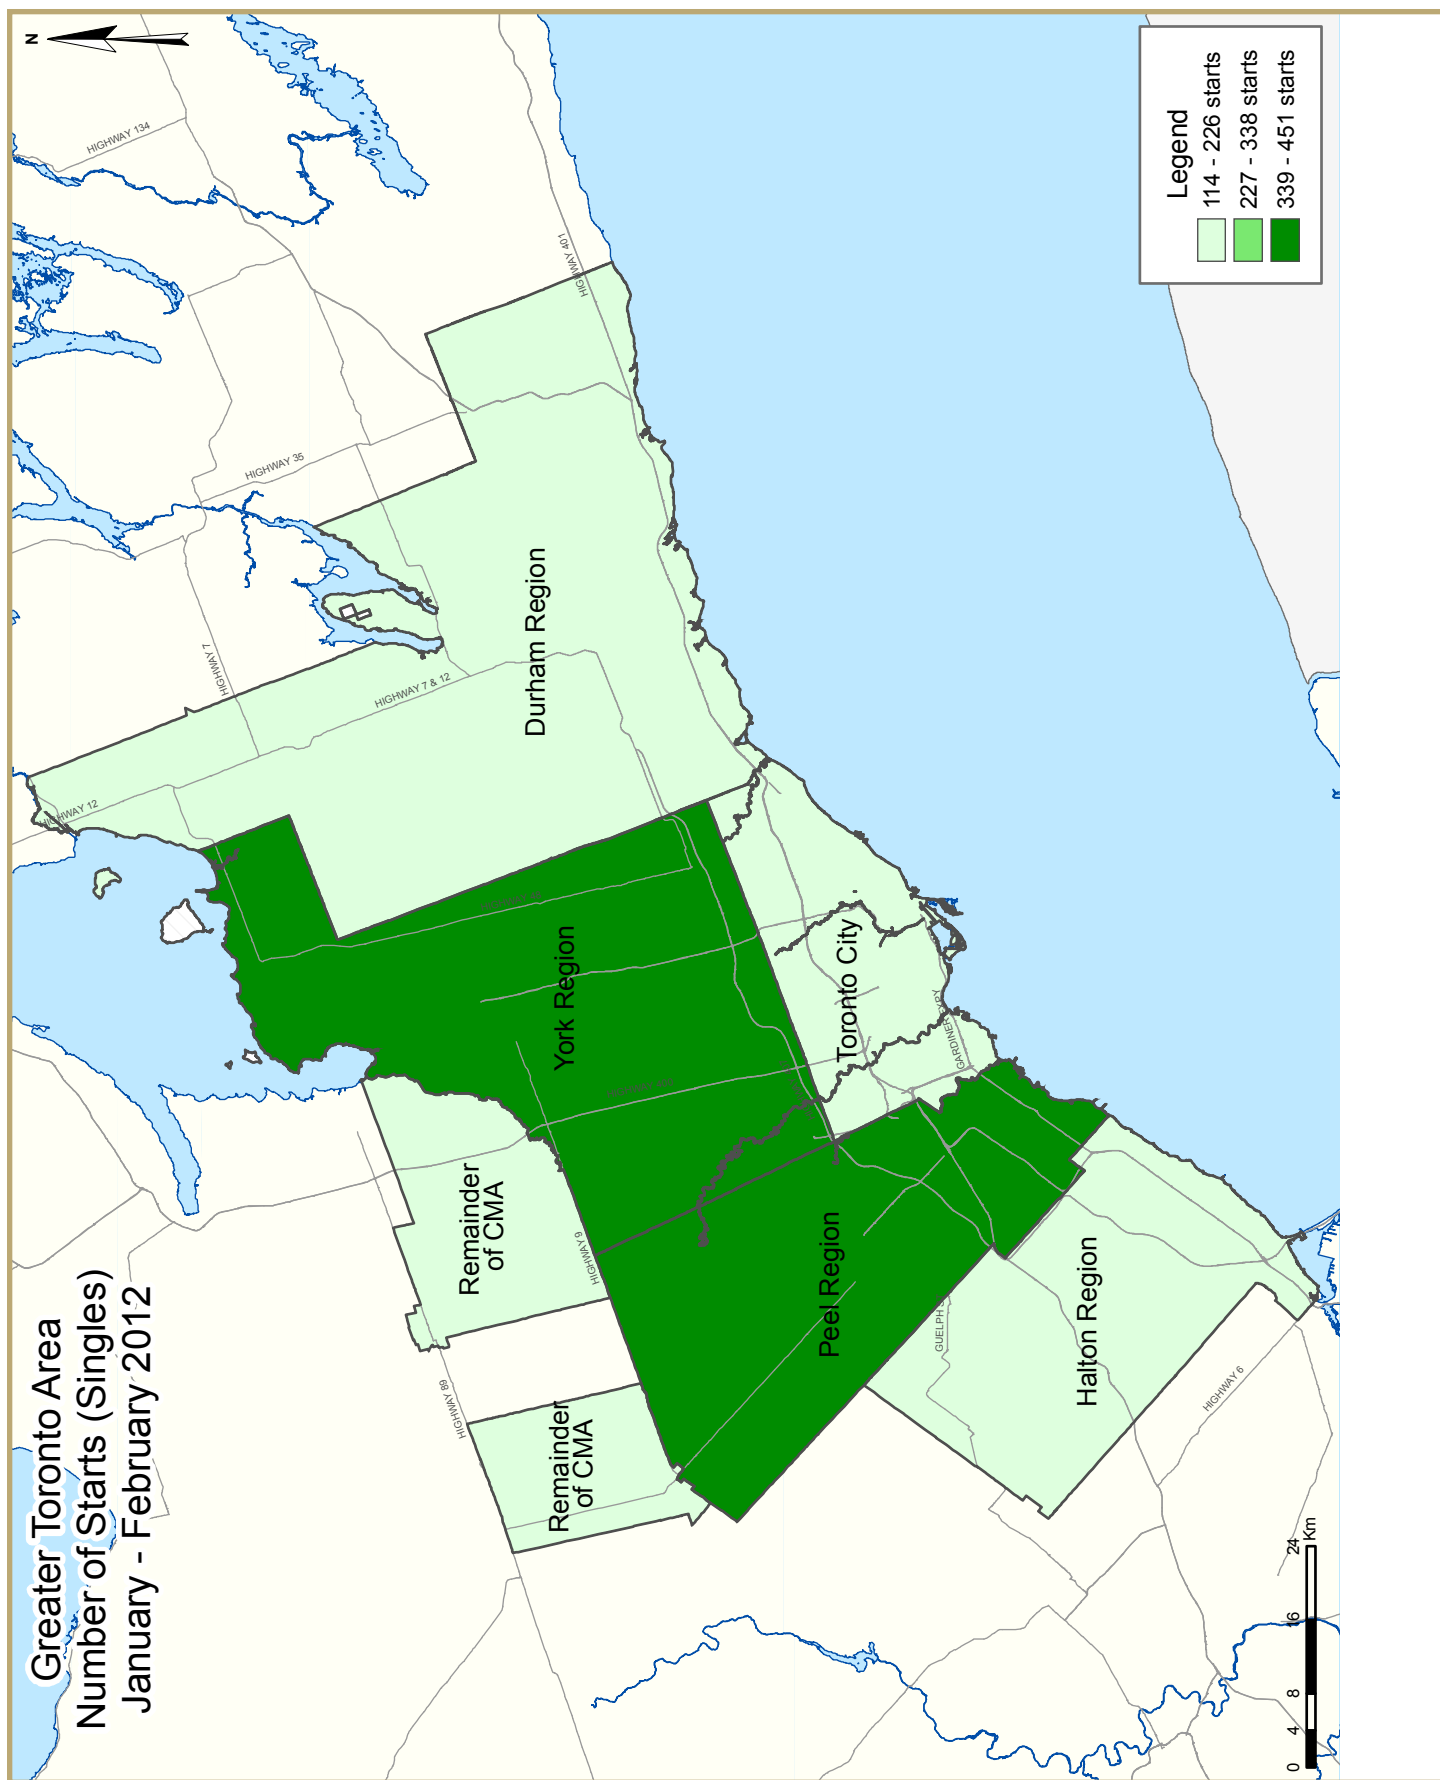 Greater Toronto Area
Number of Starts (Singles)
January - February 2012
N
HIGHWAY 134
HIGHWAY 401
HIGHWAY 35
HIGHWAY 7
HIGHWAY 7 & 12
HIGHWAY 12
Durham Region
York Region
Toronto City
GARDINER
Remainder
of CMA
HIGHWAY 9
Remainder
of CMA
HIGHWAY 89
Peel Region
GUELPH
Halton Region
HIGHWAY 6
Legend
114 - 226 starts
227 - 338 starts
339 - 451 starts
0 4 8 16 24
Km